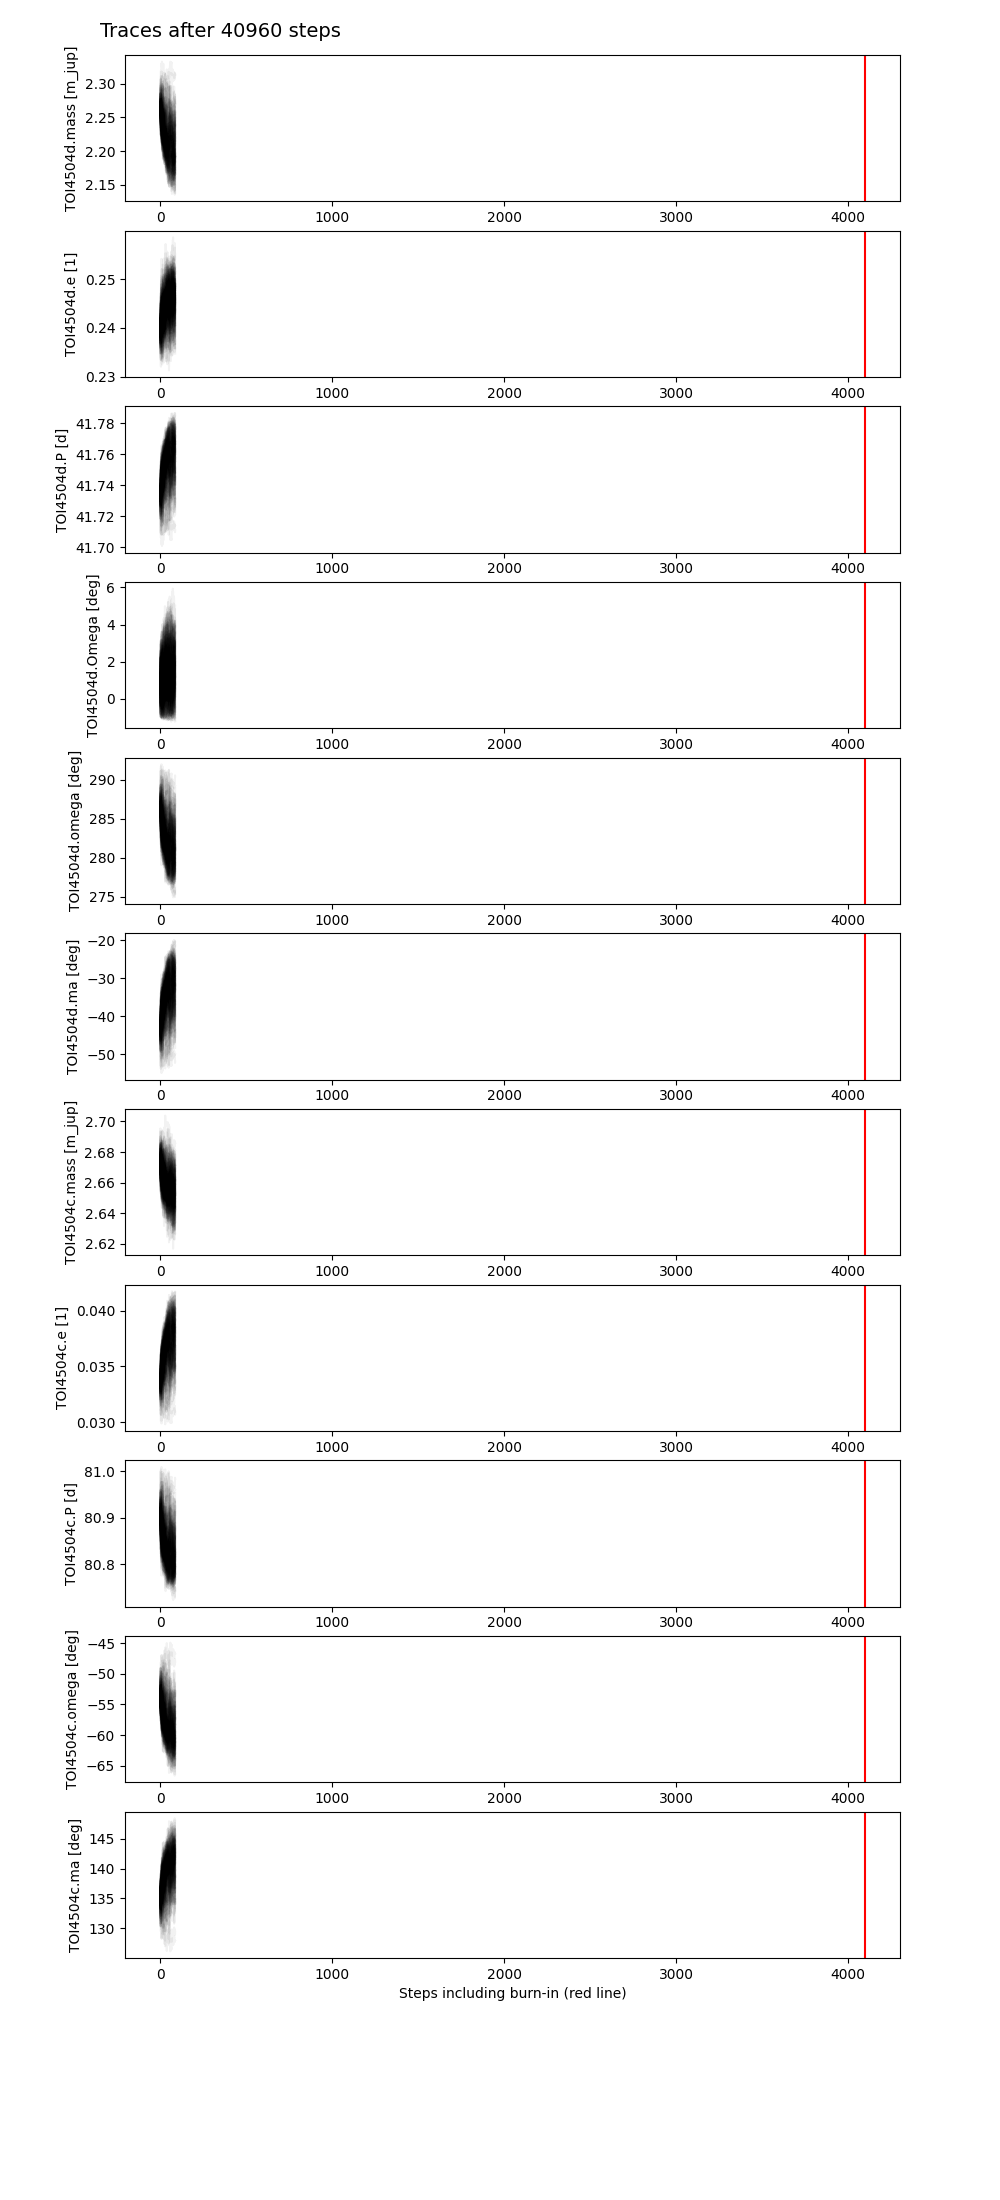 Traces after 40960 steps
TOI4504d.mass [m_jup]
2.30
2.25
2.20
2.15
0 1000 2000 3000 4000
TOI4504d.e [1]
0.25
0.24
0.23
0 1000 2000 3000 4000
TOI4504d.P [d]
41.78
41.76
41.74
41.72
41.70
0 1000 2000 3000 4000
TOI4504d.Omega [deg]
6
4
2
0
0 1000 2000 3000 4000
TOI4504d.omega [deg]
290
285
280
275
0 1000 2000 3000 4000
TOI4504d.ma [deg]
−20
−30
−40
−50
0 1000 2000 3000 4000
TOI4504c.mass [m_jup]
2.70
2.68
2.66
2.64
2.62
0 1000 2000 3000 4000
TOI4504c.e [1]
0.040
0.035
0.030
0 1000 2000 3000 4000
TOI4504c.P [d]
81.0
80.9
80.8
0 1000 2000 3000 4000
TOI4504c.omega [deg]
−45
−50
−55
−60
−65
0 1000 2000 3000 4000
TOI4504c.ma [deg]
145
140
135
130
0 1000 2000 3000 4000
Steps including burn-in (red line)